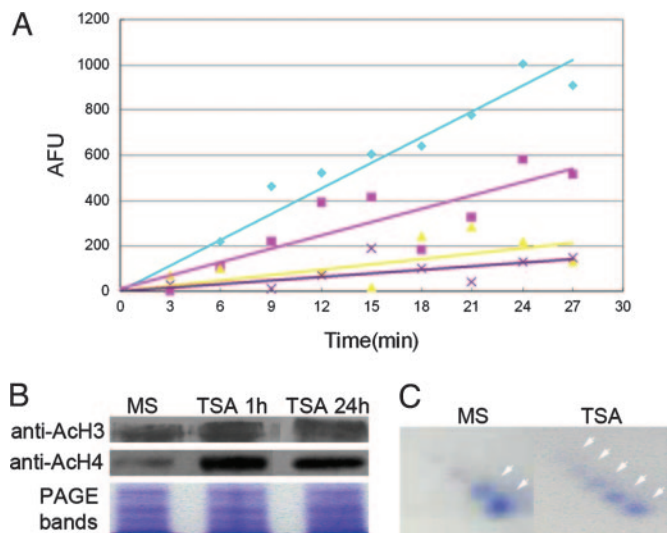 A
1200
1000
800
600
400
200
0
AFU
0 3 6 9 12 15 18 21 24 27 30
Time(min)
B
MS TSA 1h TSA 24h
anti-AcH3
anti-AcH4
PAGE
bands
C
MS TSA